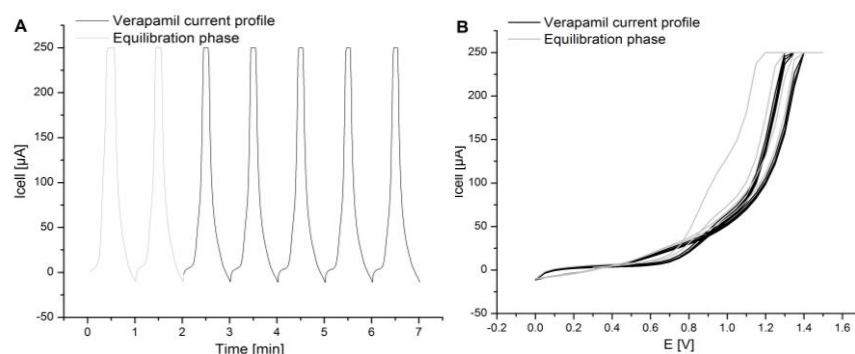 A
Verapamil current profile
Equilibration phase
250
200
150
100
50
0
-50
Icell [µA]
0 1 2 3 4 5 6 7
Time [min]
B
Verapamil current profile
Equilibration phase
250
200
150
100
50
0
-50
Icell [µA]
-0.2 0.0 0.2 0.4 0.6 0.8 1.0 1.2 1.4 1.6
E [V]